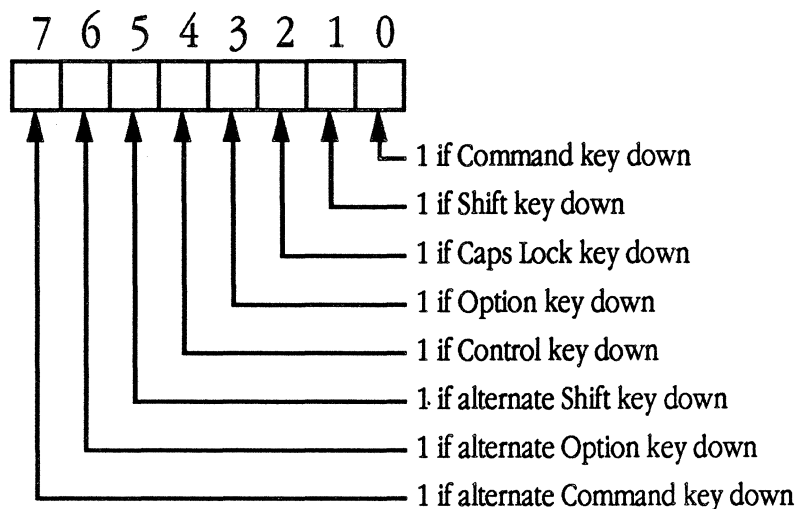 7 6 5 4 3 2 1 0
1 if Command key down
1 if Shift key down
1 if Caps Lock key down
1 if Option key down
1 if Control key down
1 if alternate Shift key down
1 if alternate Option key down
1 if alternate Command key down